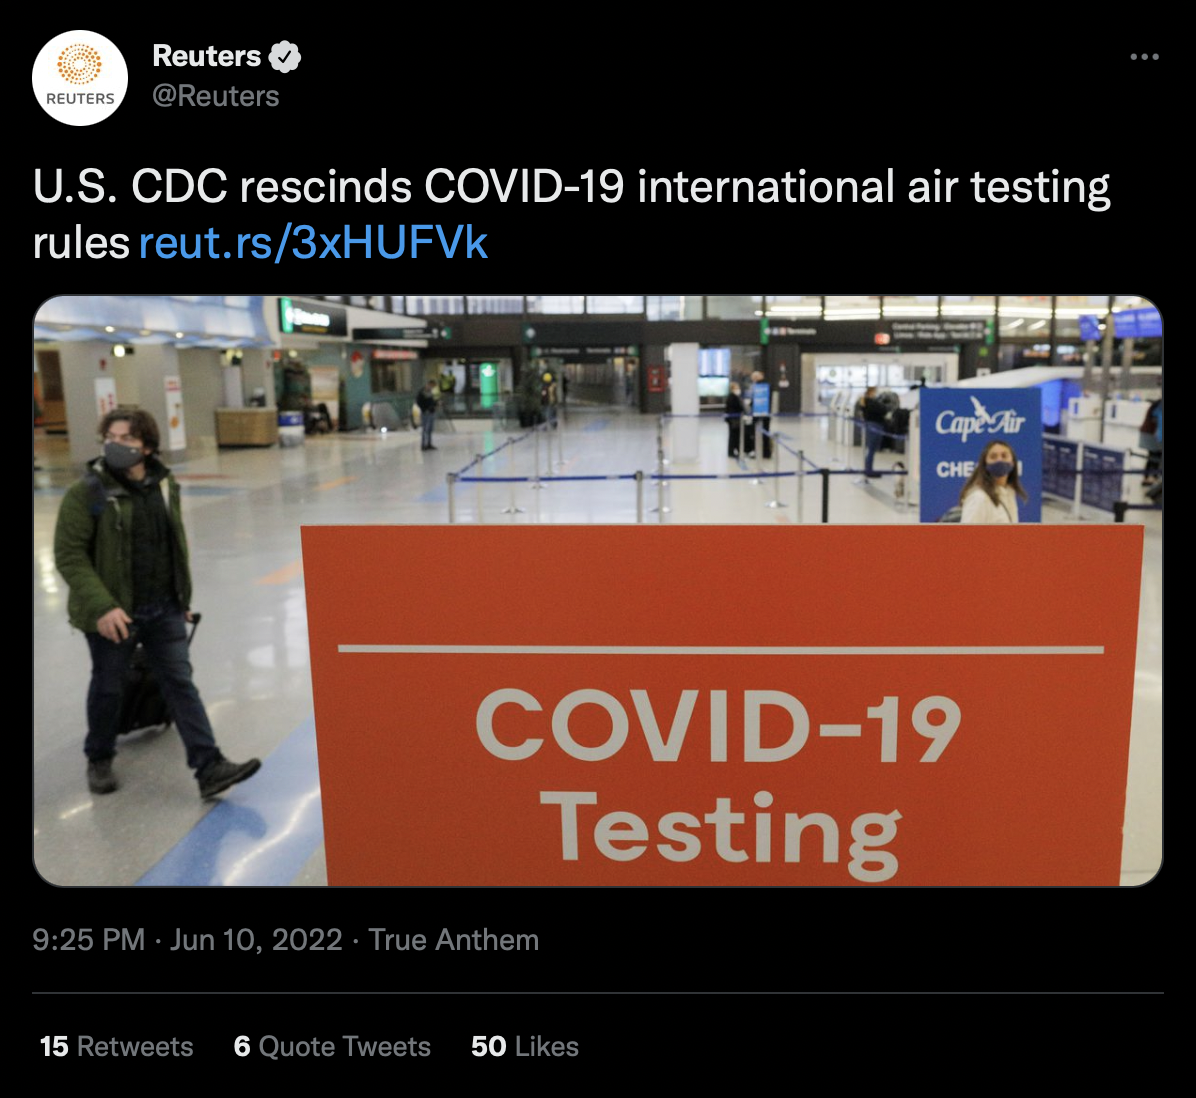 REUTERS
Reuters
@Reuters
U.S. CDC rescinds COVID-19 international air testing
rules reut.rs/3xHUFVk
Cape Air
CHE
COVID-19
Testing
9:25 PM · Jun 10, 2022 · True Anthem
15 Retweets 6 Quote Tweets 50 Likes